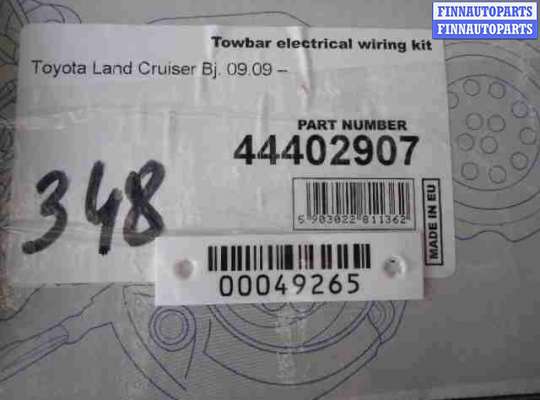 FINNAUTOPARTS
FINNAUTOPARTS
FINNAUTOPARTS
Towbar electrical wiring kit
Toyota Land Cruiser Bj. 09.09 –
PART NUMBER
44402907
5 903022 811362
MADE IN EU
348
00049265